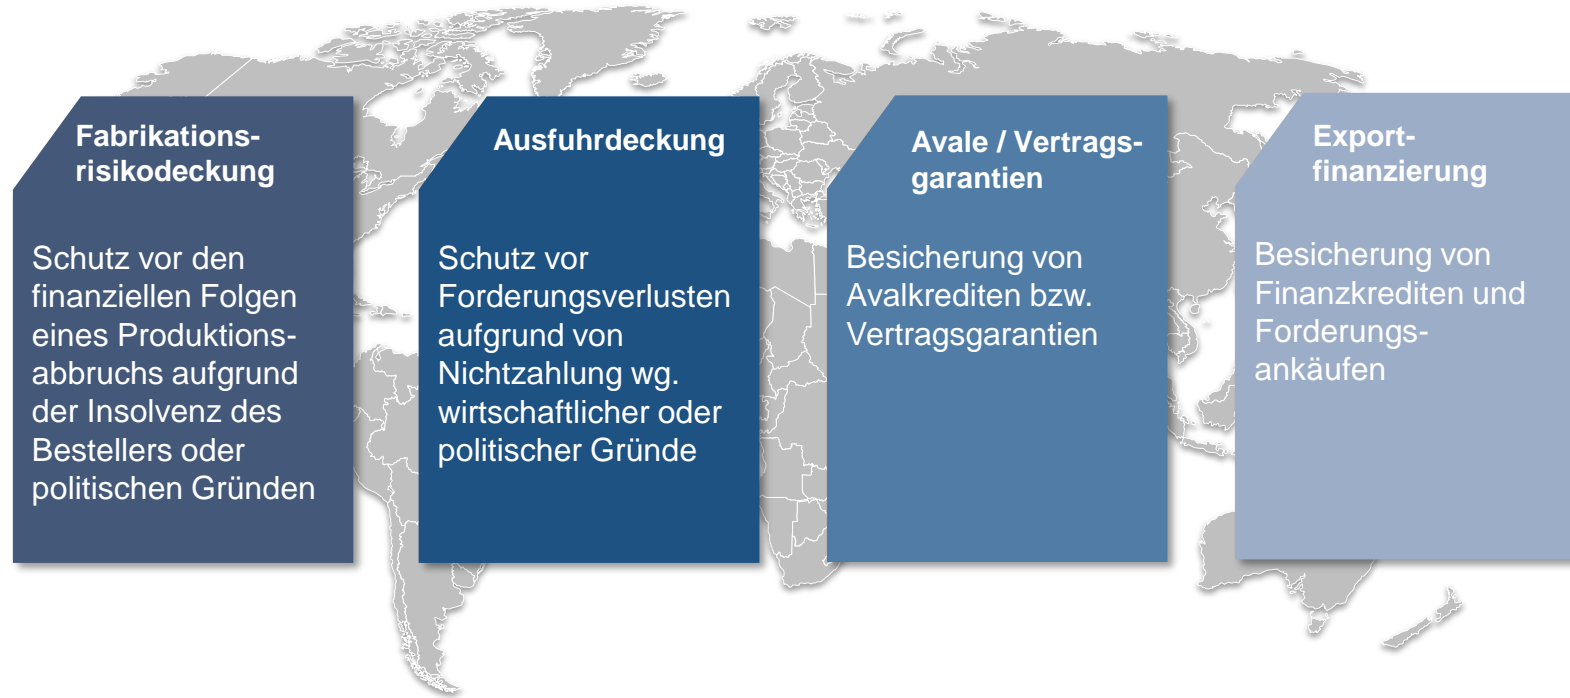 Fabrikations-
risikodeckung
Schutz vor den
finanziellen Folgen
eines Produktions-
abbruchs aufgrund
der Insolvenz des
Bestellers oder
politischen Gründen
Ausfuhrdeckung
Schutz vor
Forderungsverlusten
aufgrund von
Nichtzahlung wg.
wirtschaftlicher oder
politischer Gründe
Avale / Vertrags-
garantien
Besicherung von
Avalkrediten bzw.
Vertragsgarantien
Export-
finanzierung
Besicherung von
Finanzkrediten und
Forderungs-
ankäufen